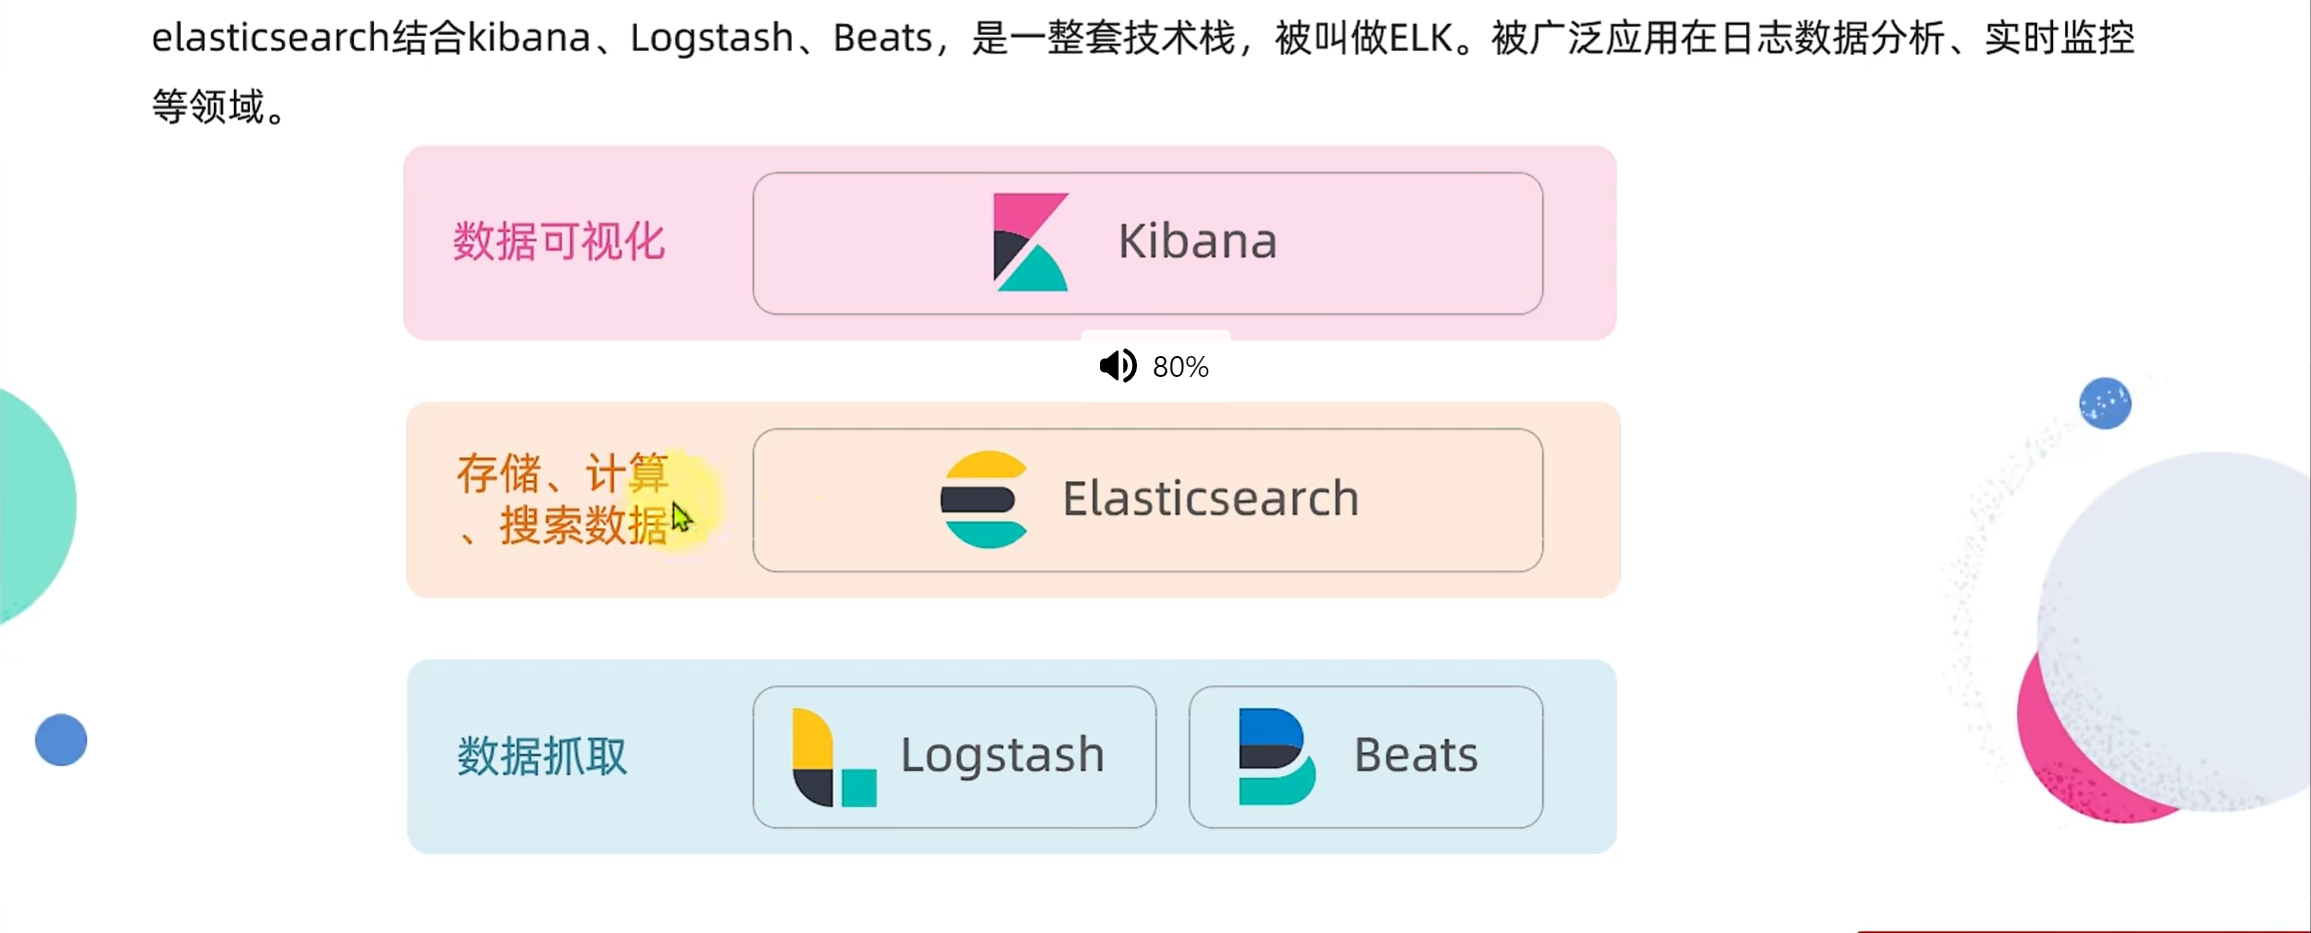 elasticsearch结合kibana、Logstash、Beats，是一整套技术栈，被叫做ELK。被广泛应用在日志数据分析、实时监控
等领域。
数据可视化
Kibana
80%
存储、计算
、搜索数据
Elasticsearch
数据抓取
Logstash
Beats